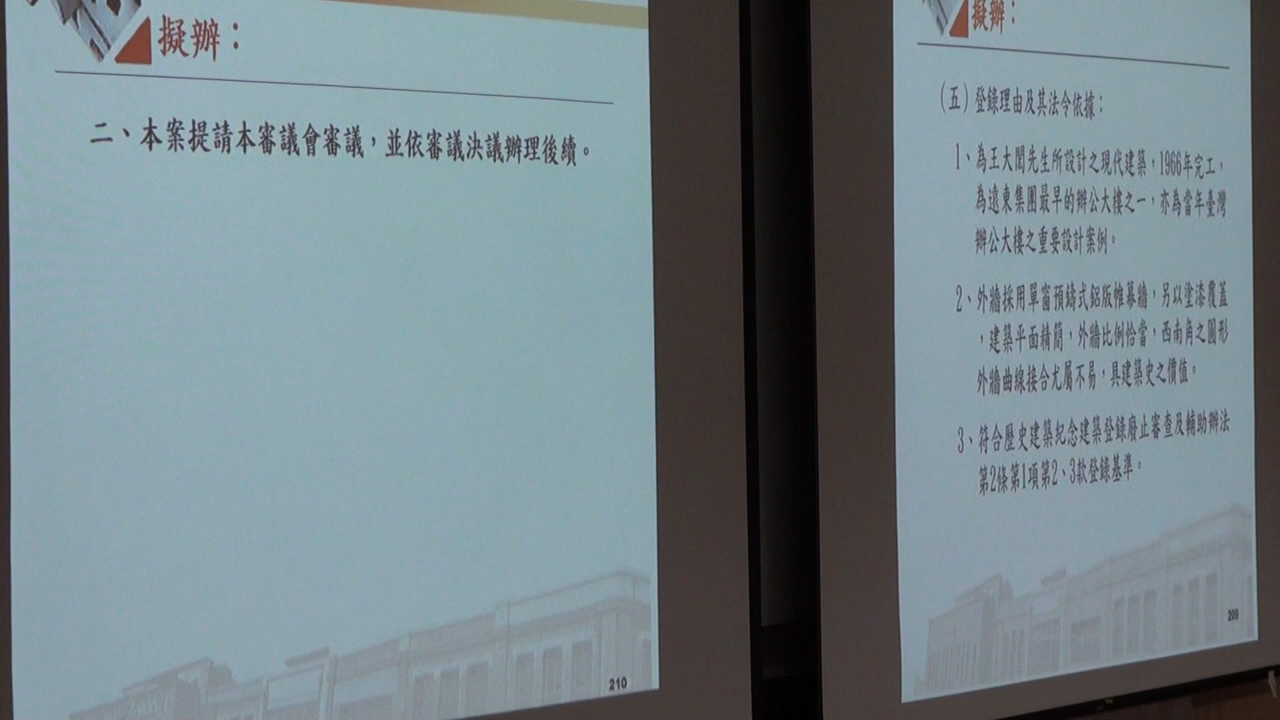 擬辦：
二、本案提請本審議會審議，並依審議決議辦理後續。
210
擬辦：
（五）登錄理由及其法令依據：
1、為王大閎先生所設計之現代建築，1966年完工，
為遠東集團最早的辦公大樓之一，亦為當年臺灣
辦公大樓之重要設計案例。
2、外牆採用單窗預鑄式鋁版帷幕牆，另以塗漆覆蓋
，建築平面精簡，外牆比例恰當，西南角之圓形
外牆曲線接合尤屬不易，具建築史之價值。
3、符合歷史建築紀念建築登錄廢止審查及輔助辦法
第2條第1項第2、3款登錄基準。
209